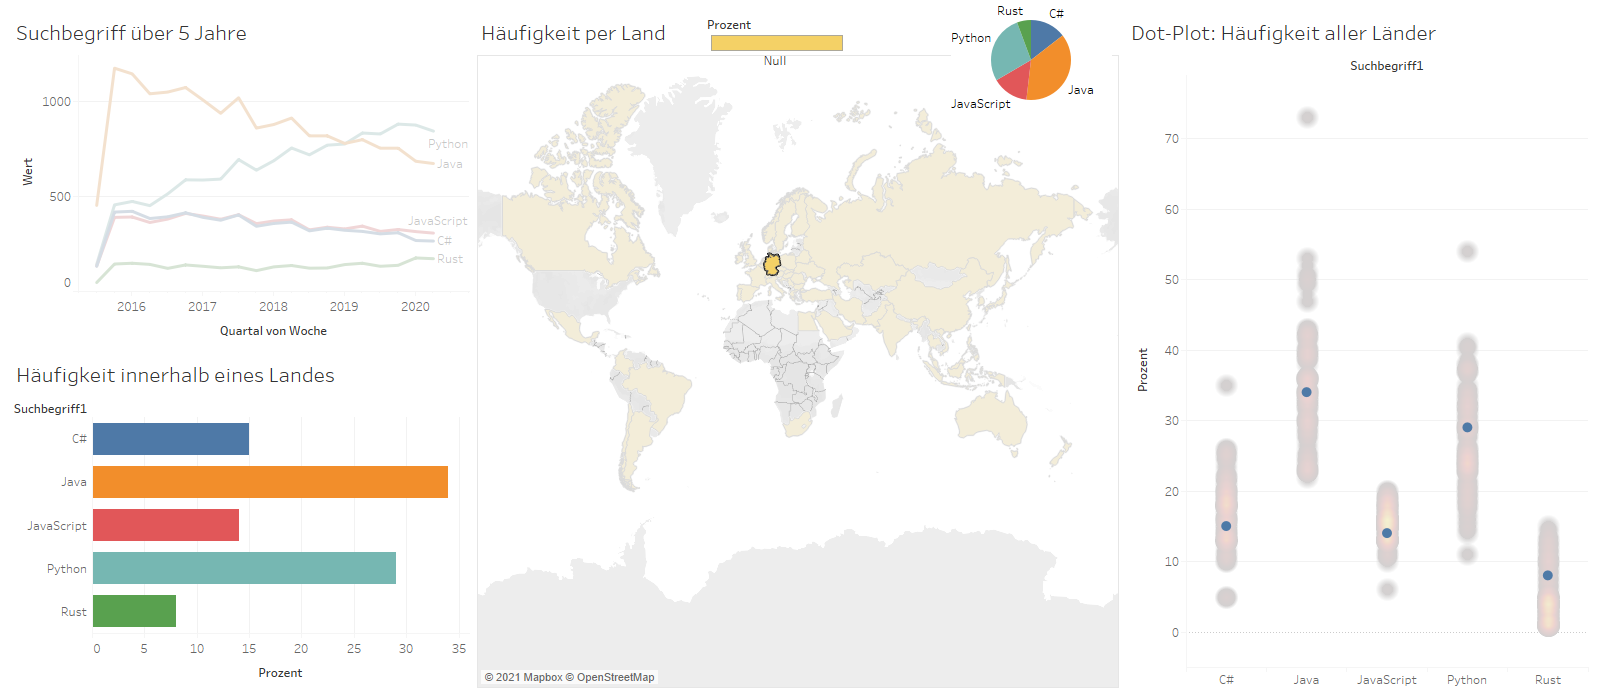 Suchbegriff über 5 Jahre
1000
500
0
Wert
Python
Java
JavaScript
C#
Rust
2016
2017
2018
2019
2020
Quartal von Woche
Häufigkeit innerhalb eines Landes
Suchbegriff1
C#
Java
JavaScript
Python
Rust
0
5
10
15
20
25
30
35
Prozent
Häufigkeit per Land
Prozent
Null
Rust
C#
Python
JavaScript
Java
© 2021 Mapbox © OpenStreetMap
Dot-Plot: Häufigkeit aller Länder
Suchbegriff1
70
60
50
40
30
20
10
0
Prozent
C#
Java
JavaScript
Python
Rust